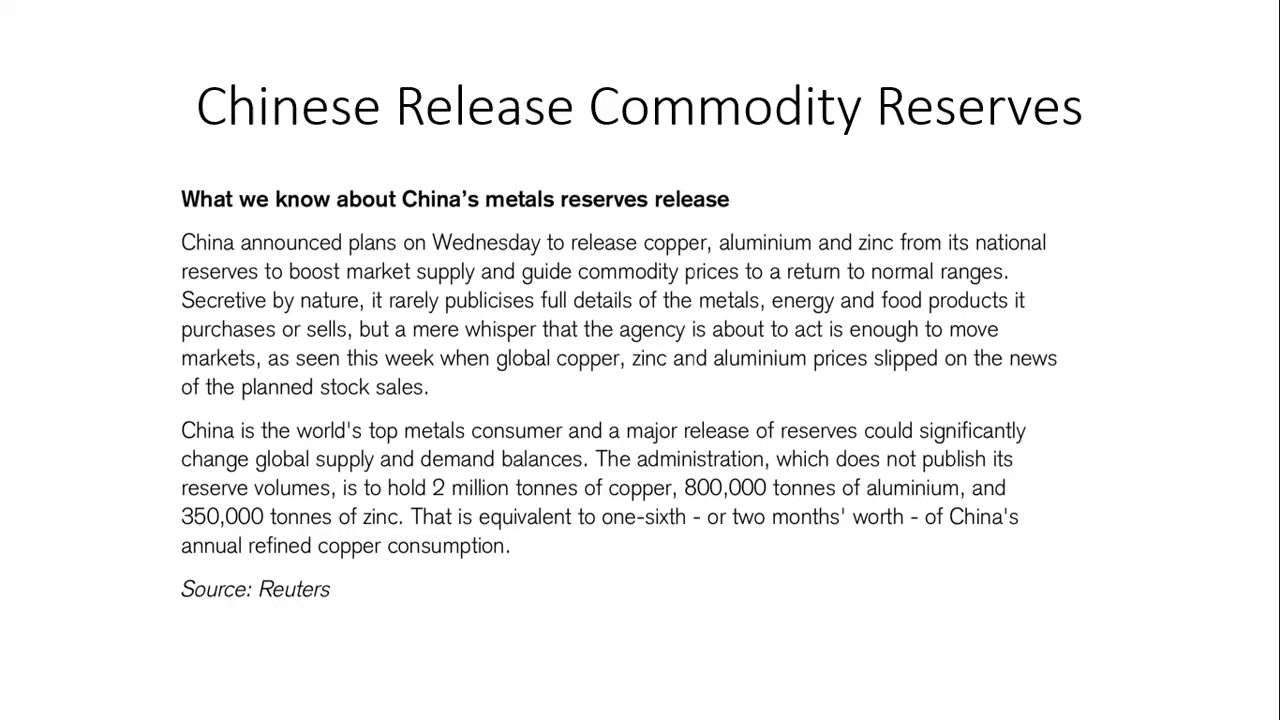 Chinese Release Commodity Reserves
What we know about China’s metals reserves release
China announced plans on Wednesday to release copper, aluminium and zinc from its national
reserves to boost market supply and guide commodity prices to a return to normal ranges.
Secretive by nature, it rarely publicises full details of the metals, energy and food products it
purchases or sells, but a mere whisper that the agency is about to act is enough to move
markets, as seen this week when global copper, zinc and aluminium prices slipped on the news
of the planned stock sales.
China is the world's top metals consumer and a major release of reserves could significantly
change global supply and demand balances. The administration, which does not publish its
reserve volumes, is to hold 2 million tonnes of copper, 800,000 tonnes of aluminium, and
350,000 tonnes of zinc. That is equivalent to one-sixth - or two months' worth - of China's
annual refined copper consumption.
Source: Reuters